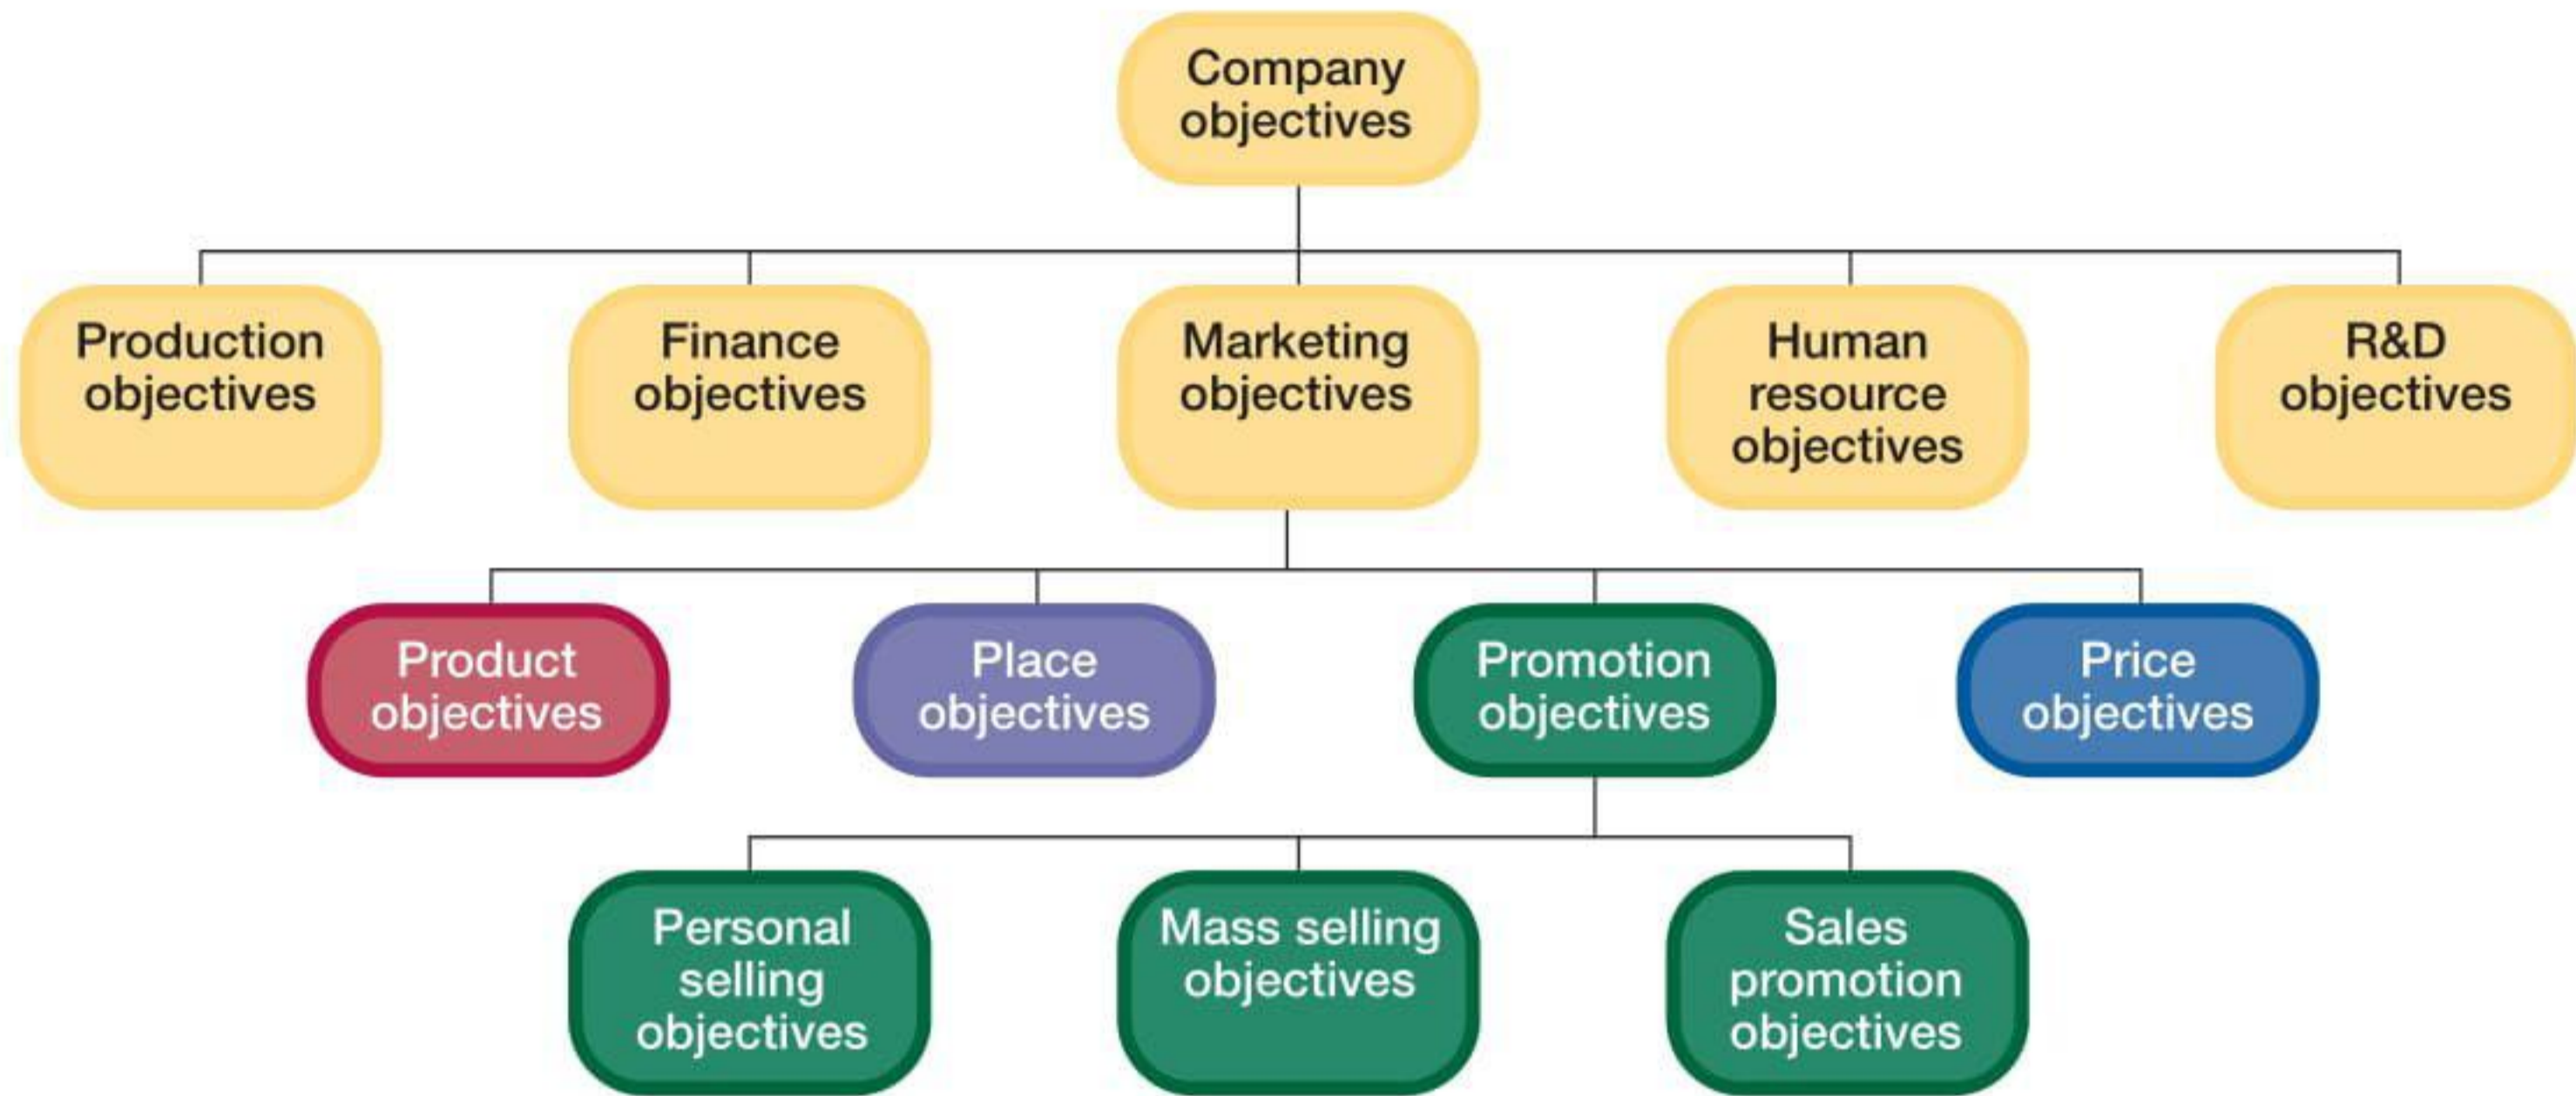 Company
objectives
Production
objectives
Finance
objectives
Marketing
objectives
Human
resource
objectives
R&D
objectives
Product
objectives
Place
objectives
Promotion
objectives
Price
objectives
Personal
selling
objectives
Mass selling
objectives
Sales
promotion
objectives